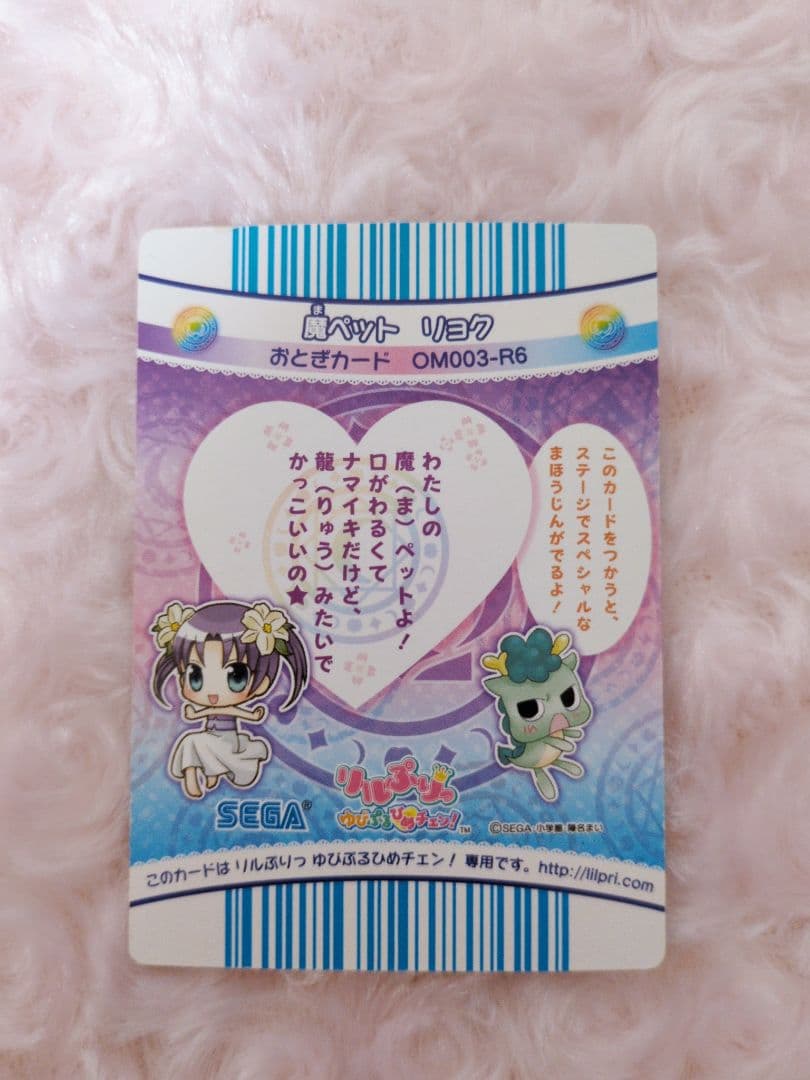 魔ペット リョク
ま
おとぎカード OM003-R6
このカードをつかうと、
ステージでスペシャルな
まほうじんがでるよ!
わたしの
魔(ま)ペットよ!
口がわるくて
ナマイキだけど、
龍(りゅう)みたいで
かっこいいの★
SEGA®
リルぷりっ
ゆびぷるひめチェン!™
©SEGA・小学館・陣名まい
このカードは リルぷりっ ゆびぷるひめチェン! 専用です。http://lilpri.com